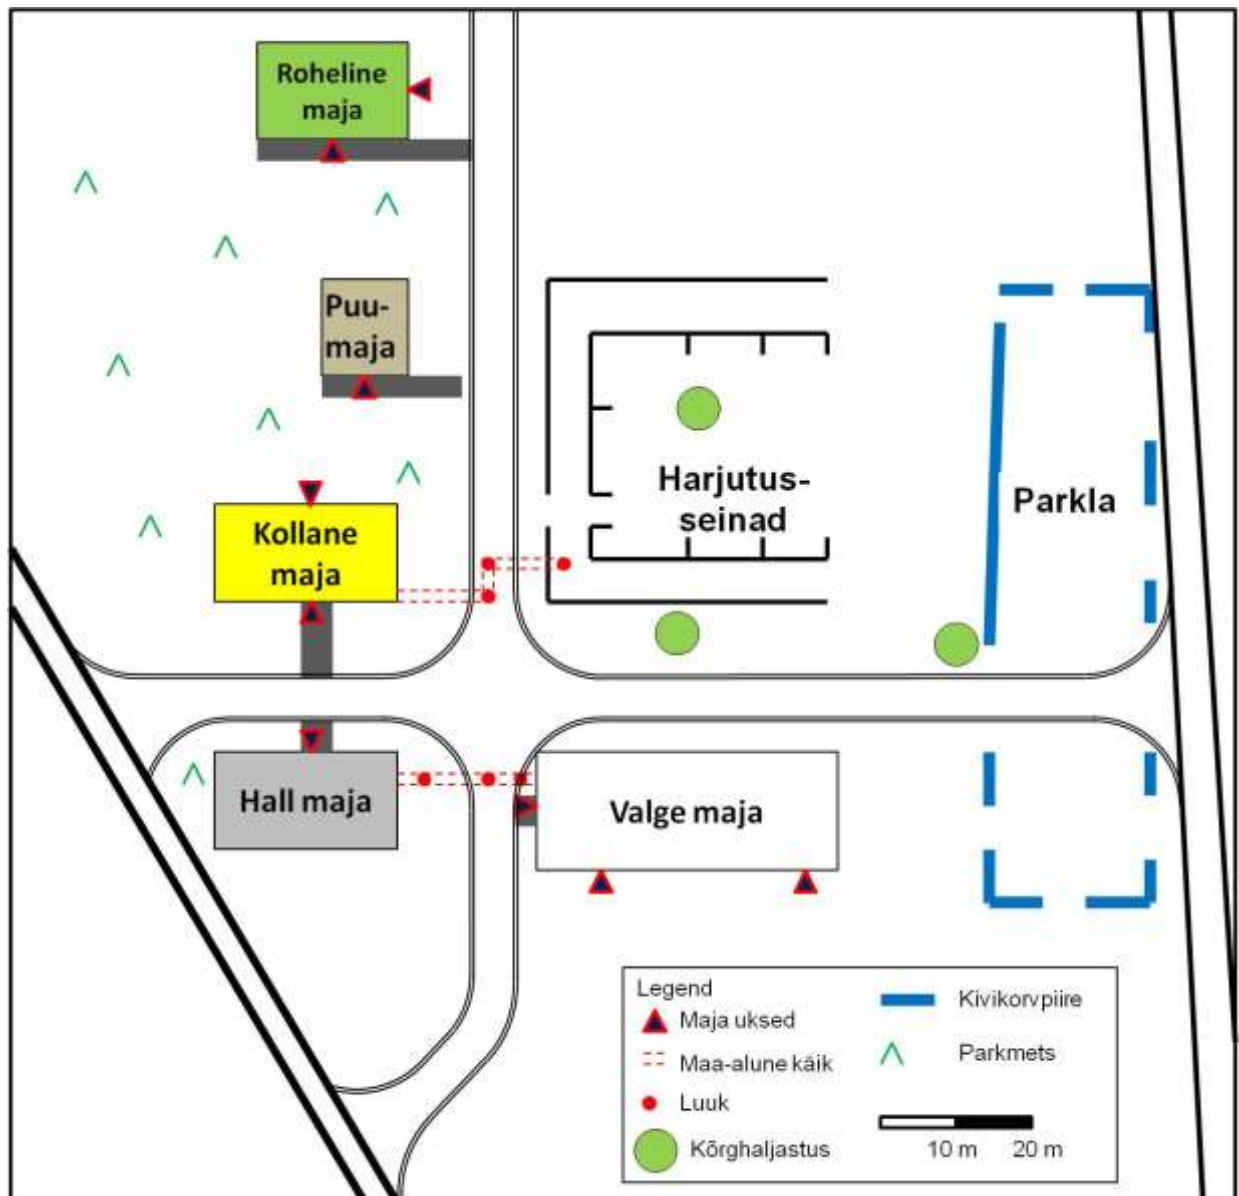 Roheline
maja
Puu-
maja
Harjutus-
seinad
Parkla
Kollane
maja
Hall maja
Valge maja
Legend
Maja uksed
Maa-alune käik
Luuk
Kõrghaljastus
Kivikorvpiire
Parkmets
10 m 20 m